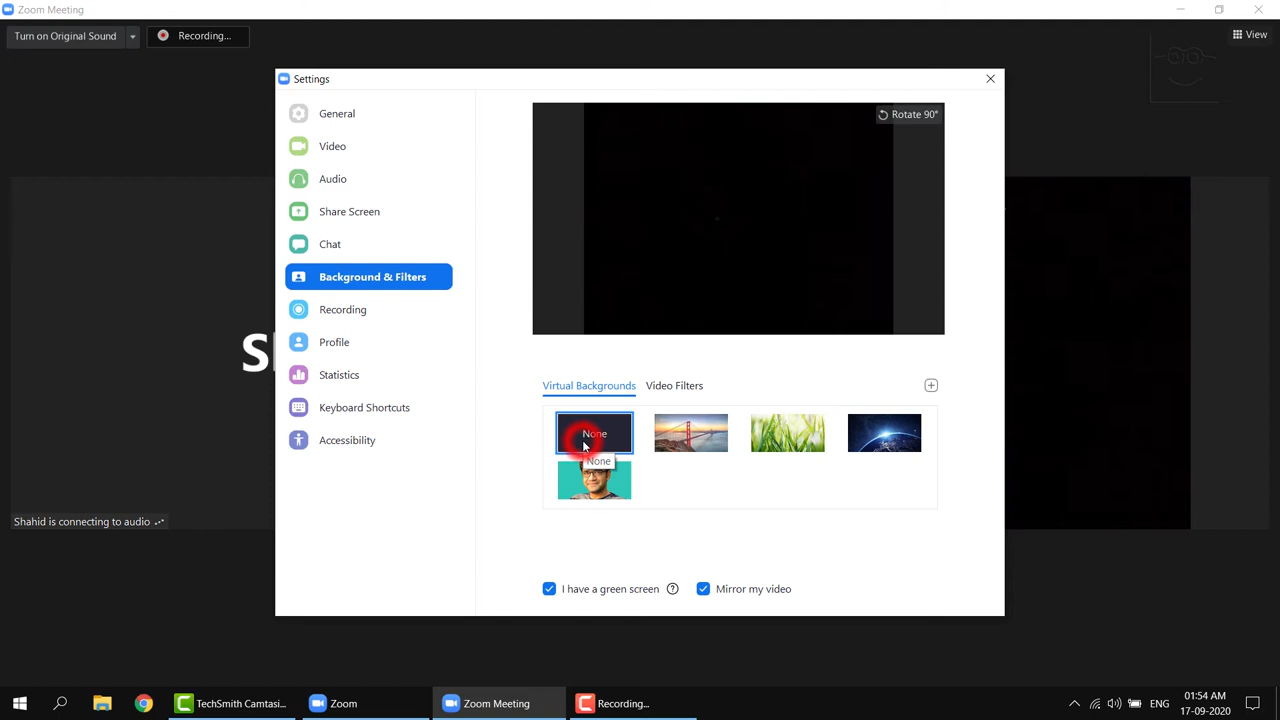 Zoom Meeting
Turn on Original Sound
Recording...
View
Settings
General
Video
Audio
Share Screen
Chat
Background & Filters
Recording
Profile
Statistics
Keyboard Shortcuts
Accessibility
Rotate 90°
Virtual Backgrounds Video Filters
None
None
I have a green screen
Mirror my video
Shahid is connecting to audio
TechSmith Camtasi...
Zoom
Zoom Meeting
Recording...
ENG
01:54 AM
17-09-2020